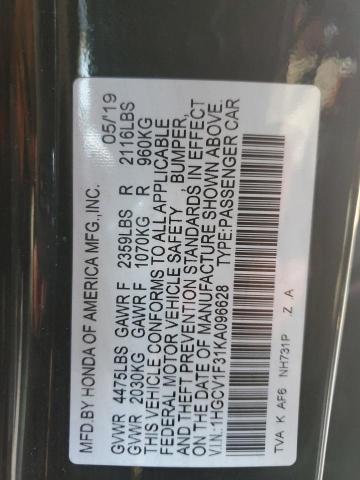 MFD.BY HONDA OF AMERICA MFG.,INC. 05/'19
GVWR 4475LBS GAWR F 2359LBS R 2116LBS
GVWR 2030KG GAWR F 1070KG R 960KG
THIS VEHICLE CONFORMS TO ALL APPLICABLE
FEDERAL MOTOR VEHICLE SAFETY, BUMPER,
AND THEFT PREVENTION STANDARDS IN EFFECT
ON THE DATE OF MANUFACTURE SHOWN ABOVE.
V.I.N.:1HGCV1F31KA096628 TYPE:PASSENGER CAR
TVA K AF6 NH731P .Z .A